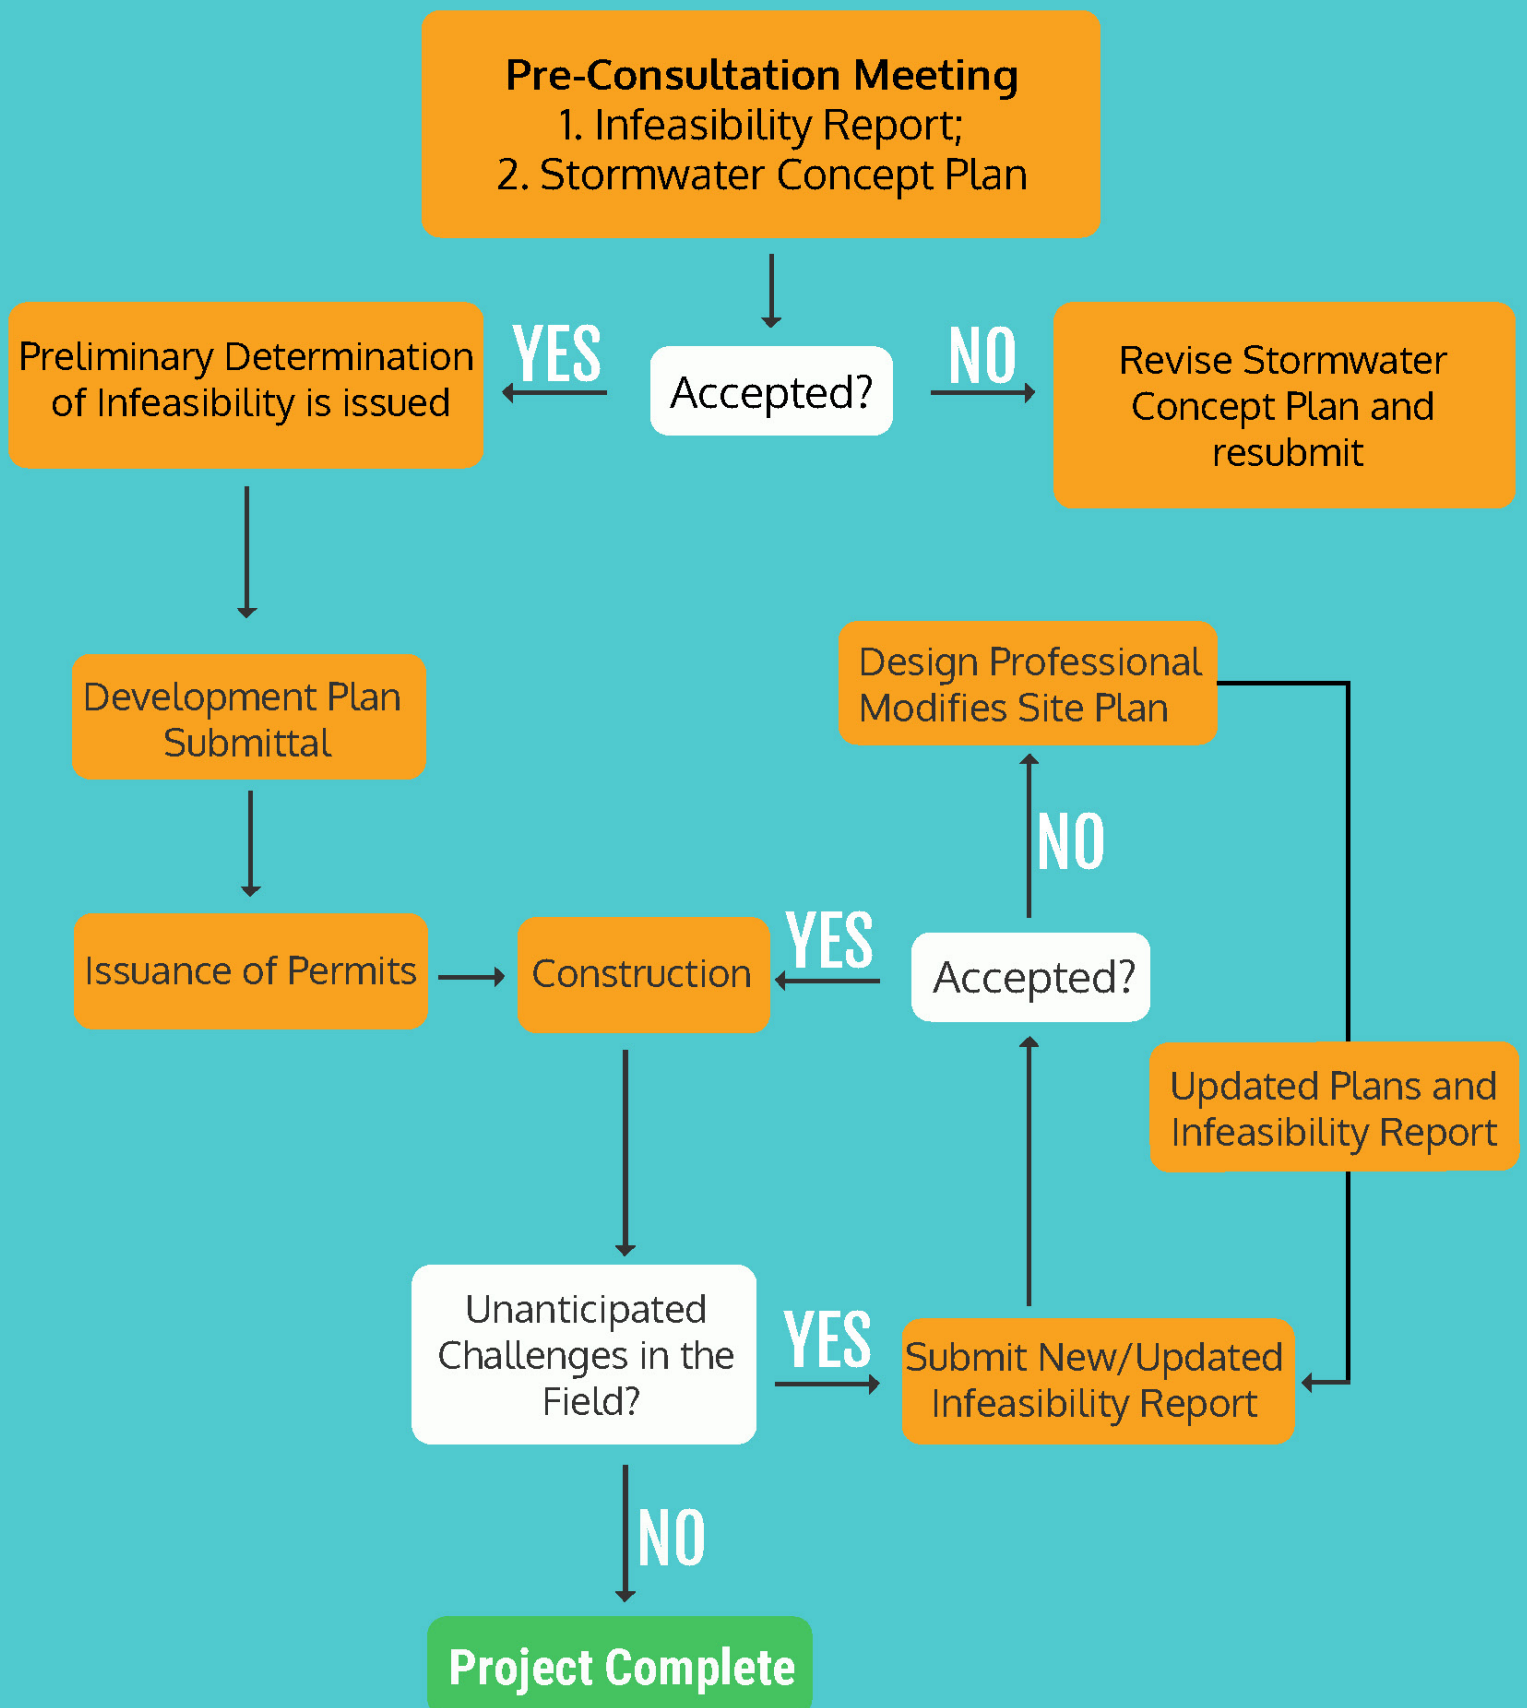 Pre-Consultation Meeting
1. Infeasibility Report;
2. Stormwater Concept Plan
Preliminary Determination
of Infeasibility is issued
YES
Accepted?
NO
Revise Stormwater
Concept Plan and
resubmit
Development Plan
Submittal
Design Professional
Modifies Site Plan
NO
Issuance of Permits
Construction
YES
Accepted?
Updated Plans and
Infeasibility Report
Unanticipated
Challenges in the
Field?
YES
Submit New/Updated
Infeasibility Report
NO
Project Complete